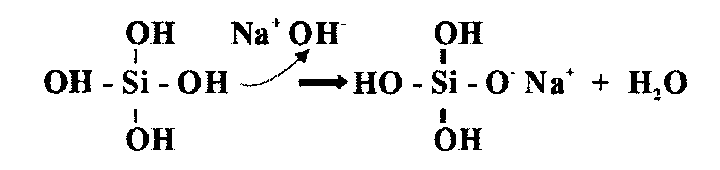 OH Na⁺ OH⁻ OH
OH - Si - OH HO - Si - O⁻ Na⁺ + H₂O
OH OH